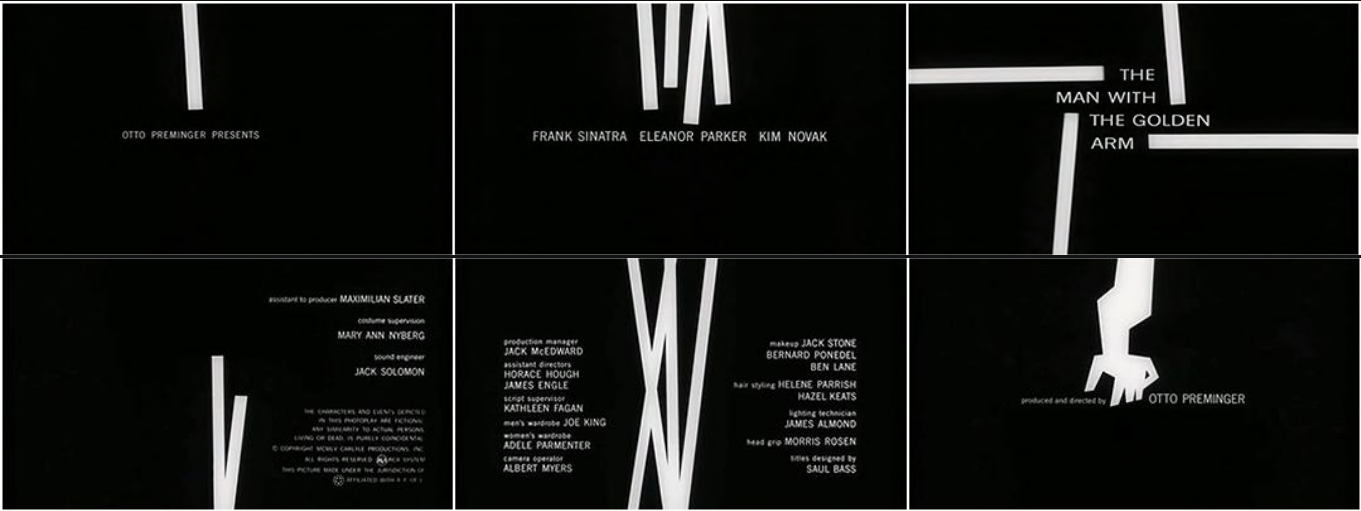 OTTO PREMINGER PRESENTS
FRANK SINATRA ELEANOR PARKER KIM NOVAK
THE
MAN WITH
THE GOLDEN
ARM
assistant to producer MAXIMILIAN SLATER
costume supervision
MARY ANN NYBERG
sound engineer
JACK SOLOMON
THE CHARACTERS AND EVENTS DEPICTED
IN THIS PHOTOPLAY ARE FICTIONAL
ANY SIMILARITY TO ACTUAL PERSONS
LIVING OR DEAD, IS PURELY COINCIDENTAL
© COPYRIGHT MCMLV CARLYLE PRODUCTIONS, INC.
ALL RIGHTS RESERVED RCA SYSTEM
THIS PICTURE MADE UNDER THE JURISDICTION OF
AFFILIATED WITH
production manager
JACK McEDWARD
assistant directors
HORACE HOUGH
JAMES ENGLE
script supervisor
KATHLEEN FAGAN
men's wardrobe JOE KING
women's wardrobe
ADELE PARMENTER
camera operator
ALBERT MYERS
makeup JACK STONE
BERNARD PONEDEL
BEN LANE
hair styling HELENE PARRISH
HAZEL KEATS
lighting technician
JAMES ALMOND
head grip MORRIS ROSEN
titles designed by
SAUL BASS
produced and directed by OTTO PREMINGER